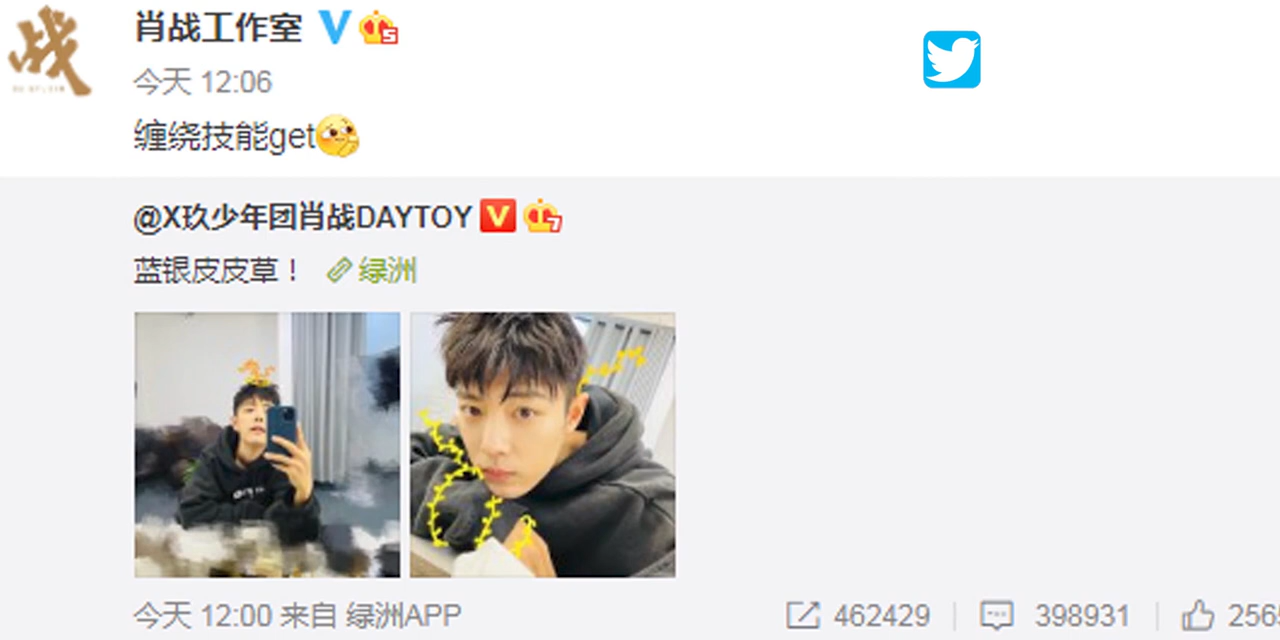 肖战工作室
今天 12:06
缠绕技能get
@X玖少年团肖战DAYTOY
蓝银皮皮草！ 绿洲
今天 12:00 来自 绿洲APP
462429 398931